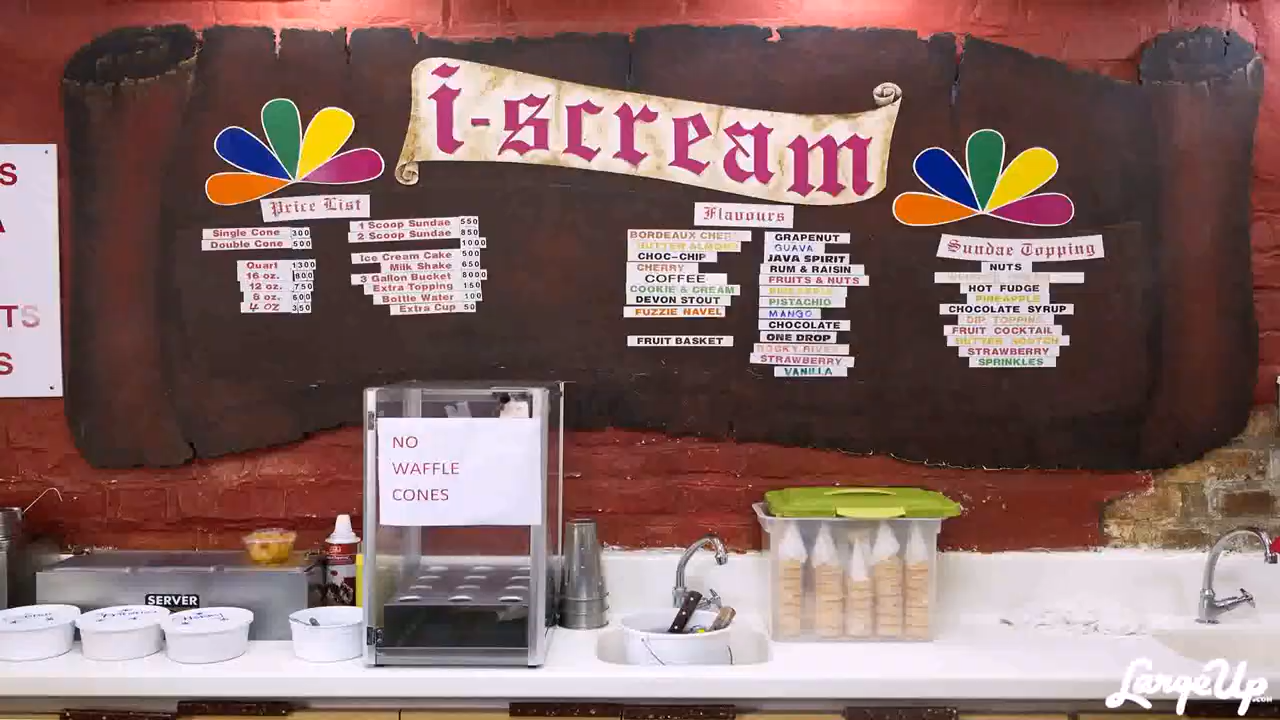 i-scream
Price List
Single Cone 300
Double Cone 500
Quart 1300
16 oz. 800
12 oz. 750
8 oz. 600
4 oz 350
1 Scoop Sundae 550
2 Scoop Sundae 850
1000
Ice Cream Cake 500
Milk Shake 650
3 Gallon Bucket 8000
Extra Topping 150
Bottle Water 100
Extra Cup 50
Flavours
BORDEAUX CHER
BUTTER ALMOND
CHOC-CHIP
CHERRY
COFFEE
COOKIE & CREAM
DEVON STOUT
FUZZIE NAVEL
FRUIT BASKET
GRAPENUT
GUAVA
JAVA SPIRIT
RUM & RAISIN
FRUITS & NUTS
PINEAPPLE
PISTACHIO
MANGO
CHOCOLATE
ONE DROP
ROCKY RIVER
STRAWBERRY
VANILLA
Sundae Topping
NUTS
HOT FUDGE
PINEAPPLE
CHOCOLATE SYRUP
DIP TOPPING
FRUIT COCKTAIL
BUTTER SCOTCH
STRAWBERRY
SPRINKLES
S
A
TS
S
NO
WAFFLE
CONES
SERVER
LargeUp
.COM